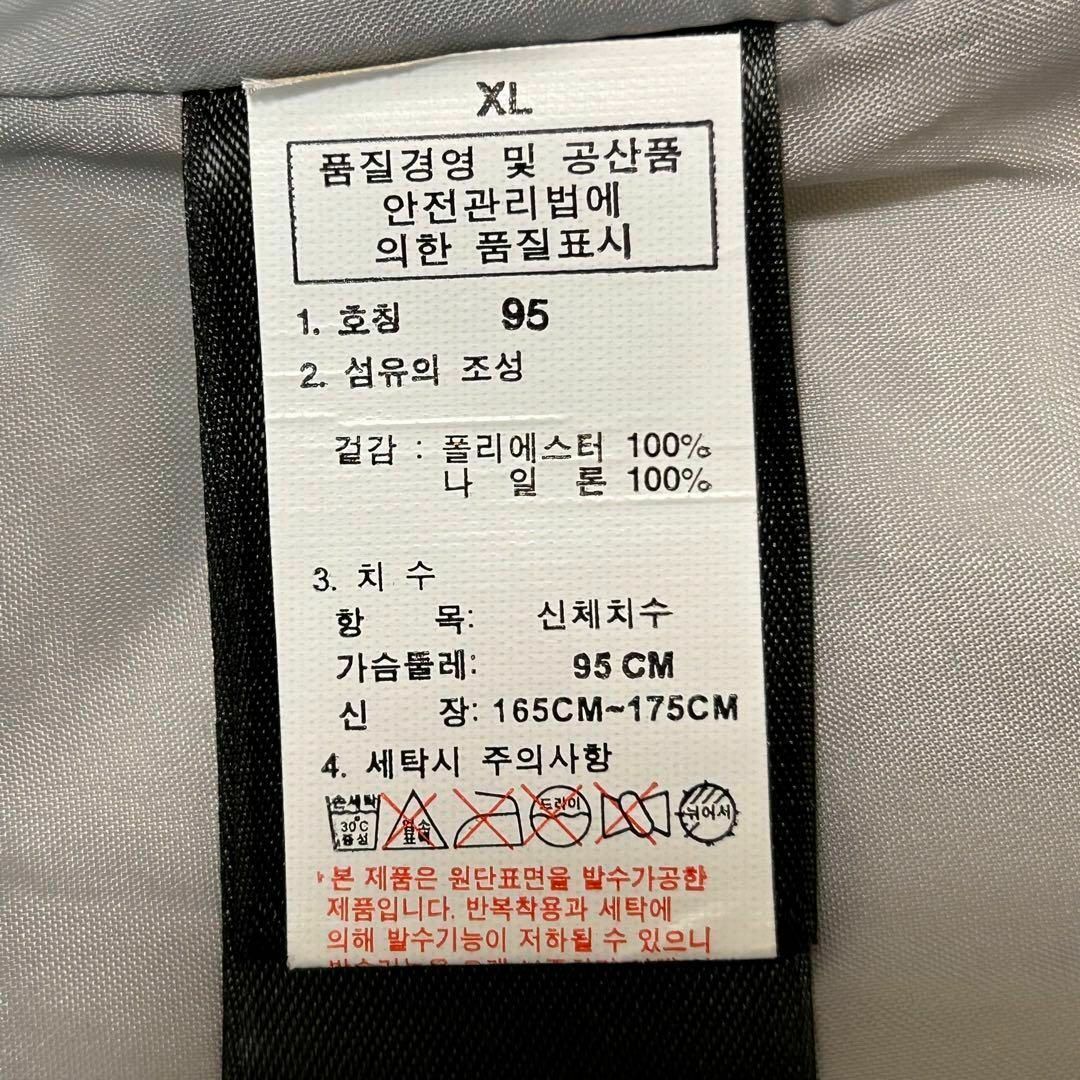 XL
품질경영 및 공산품
안전관리법에
의한 품질표시
1. 호칭 95
2. 섬유의 조성
겉감 : 폴리에스터 100%
나 일 론 100%
3. 치 수
항 목: 신체치수
가슴둘레: 95 CM
신 장: 165CM~175CM
4. 세탁시 주의사항
손세탁 30°C 중성
염소 표백
드라이
뉘어서
본 제품은 원단표면을 발수가공한
제품입니다. 반복착용과 세탁에
의해 발수기능이 저하될 수 있으니